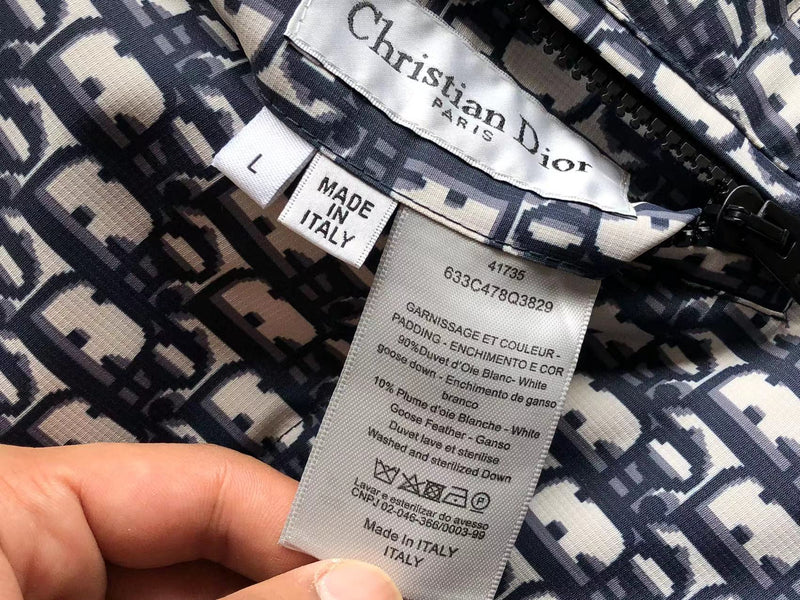 Christian Dior
PARIS
L
MADE
IN
ITALY
41735
633C478Q3829
GARNISSAGE ET COULEUR -
PADDING - ENCHIMENTO E COR
90%Duvet d'Oie Blanc- White
goose down - Enchimento de ganso
branco
10% Plume d'oie Blanche - White
Goose Feather - Ganso
Duvet lave et sterilise
Washed and sterilized Down
Lavar e esterilizar do avesso
CNPJ 02-046-366/0003-99
Made in ITALY
ITALY